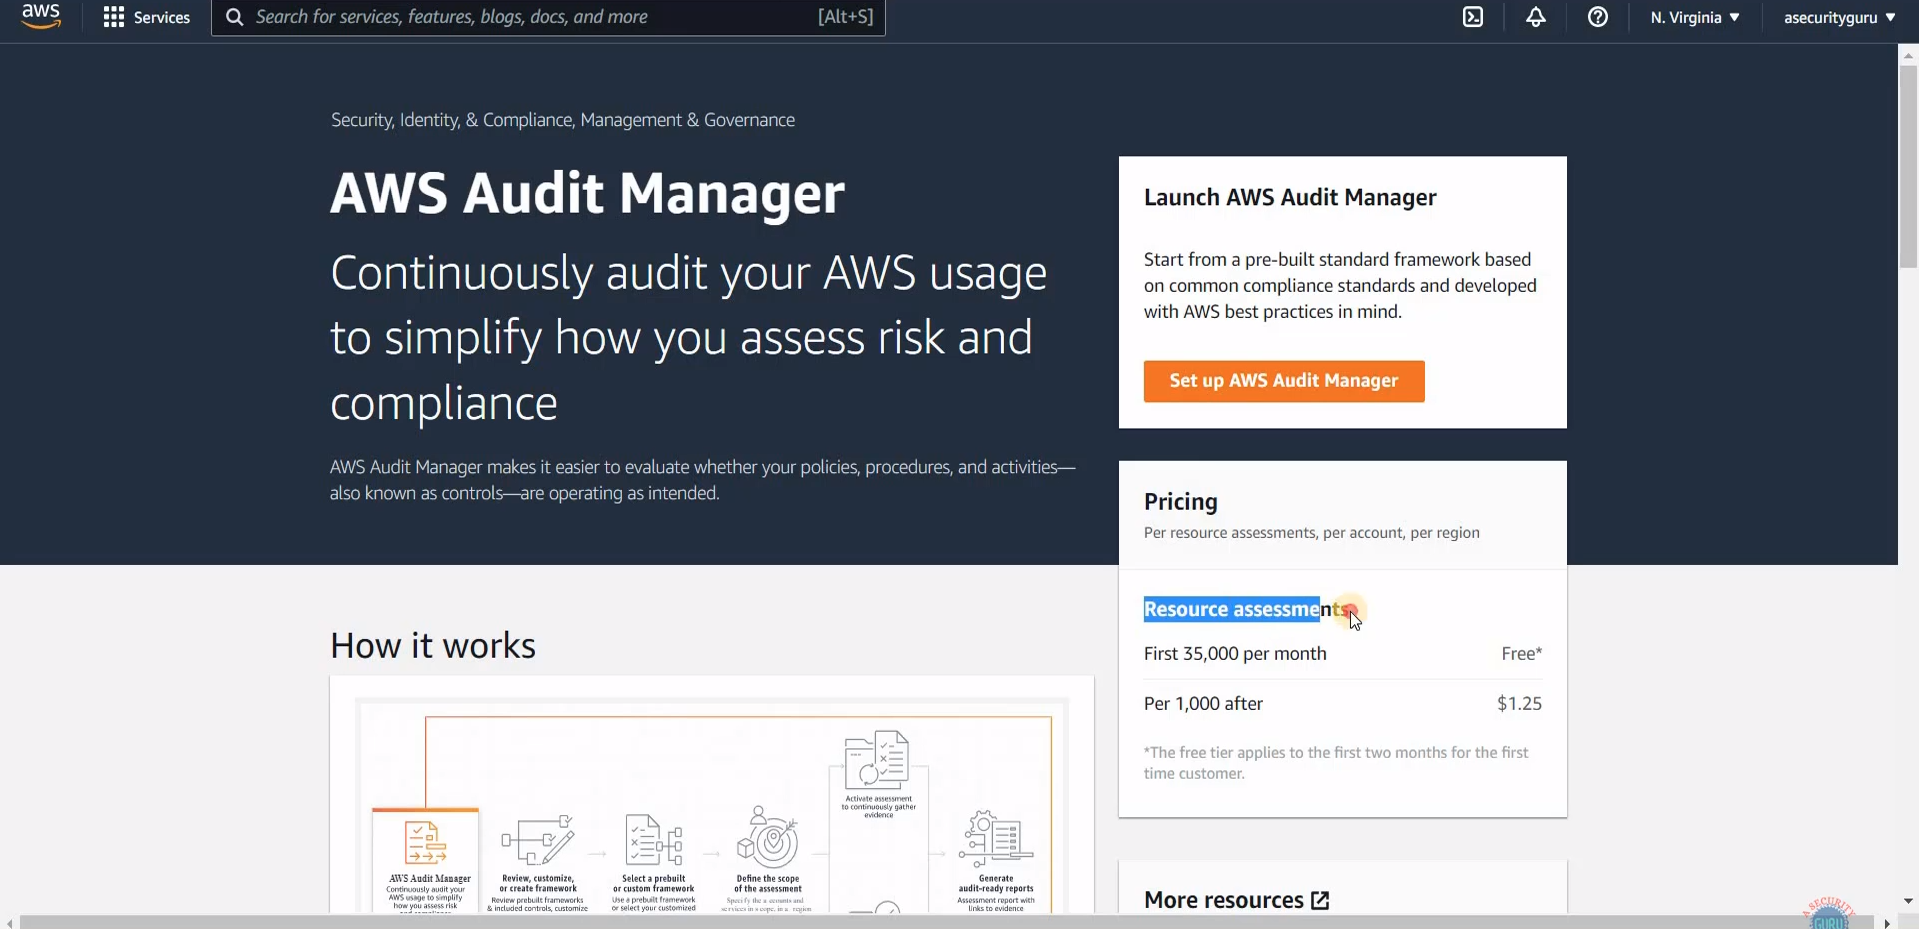 aws
Services
Search for services, features, blogs, docs, and more
[Alt+S]
N. Virginia
asecurityguru
Security, Identity, & Compliance, Management & Governance
AWS Audit Manager
Continuously audit your AWS usage
to simplify how you assess risk and
compliance
AWS Audit Manager makes it easier to evaluate whether your policies, procedures, and activities—
also known as controls—are operating as intended.
Launch AWS Audit Manager
Start from a pre-built standard framework based
on common compliance standards and developed
with AWS best practices in mind.
Set up AWS Audit Manager
Pricing
Per resource assessments, per account, per region
Resource assessments
First 35,000 per month
Free*
Per 1,000 after
$1.25
*The free tier applies to the first two months for the first
time customer.
How it works
AWS Audit Manager
Continuously audit your
AWS usage to simplify
how you assess risk
Review, customize,
or create framework
Review prebuilt frameworks
& included controls, customize
Select a prebuilt
or custom framework
Use a prebuilt framework
or select your customized
Define the scope
of the assessment
Specify the accounts and
services in scope, in a region
Activate assessment
to continuously gather
evidence
Generate
audit-ready reports
Assessment report with
links to evidence
More resources
A SECURITY
GURU